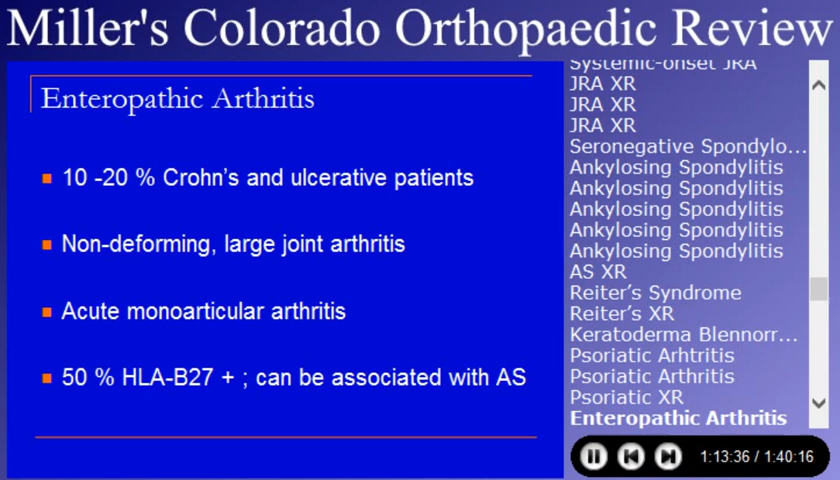 Miller's Colorado Orthopaedic Review
Enteropathic Arthritis
10 -20 % Crohn's and ulcerative patients
Non-deforming, large joint arthritis
Acute monoarticular arthritis
50 % HLA-B27 + ; can be associated with AS
Systemic-onset JRA
JRA XR
JRA XR
JRA XR
Seronegative Spondylo...
Ankylosing Spondylitis
Ankylosing Spondylitis
Ankylosing Spondylitis
Ankylosing Spondylitis
Ankylosing Spondylitis
AS XR
Reiter's Syndrome
Reiter's XR
Keratoderma Blennorr...
Psoriatic Arhtritis
Psoriatic Arthritis
Psoriatic XR
Enteropathic Arthritis
1:13:36 / 1:40:16